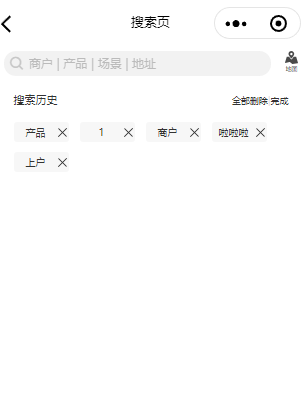 搜索页
商户 | 产品 | 场景 | 地址
地图
搜索历史
全部删除 完成
产品
1
商户
啦啦啦
上户